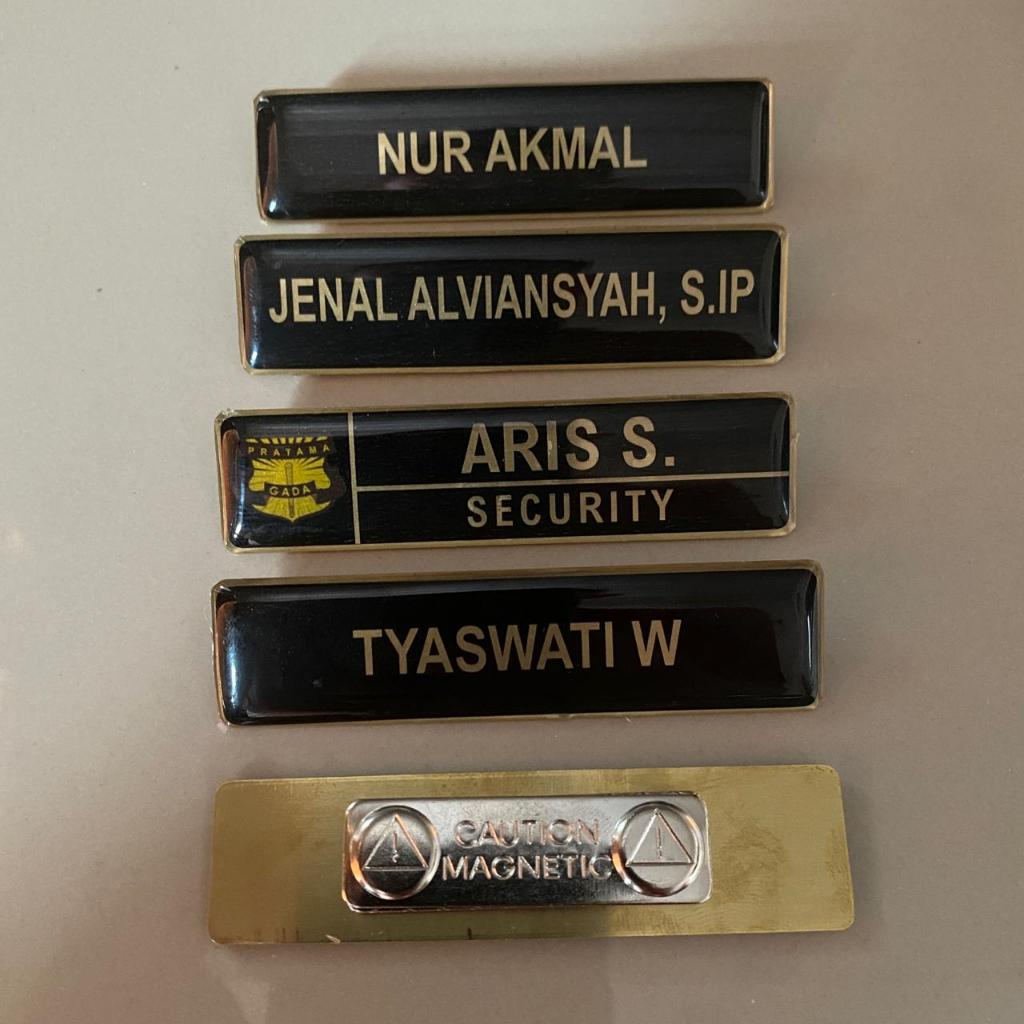 NUR AKMAL
JENAL ALVIANSYAH, S.IP
PRATAMA
GADA
ARIS S.
SECURITY
TYASWATI W
CAUTION
MAGNETIC